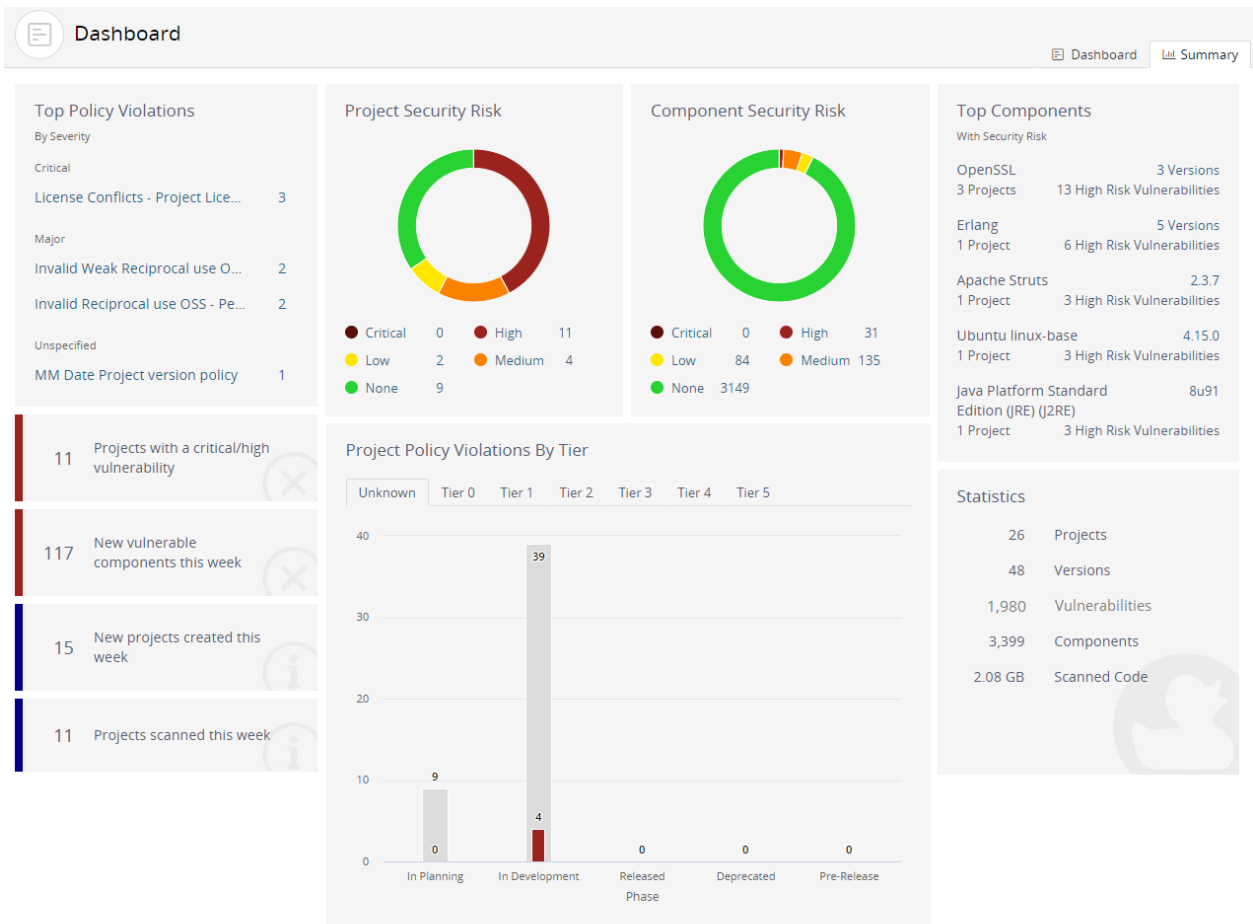 Dashboard
Dashboard
Summary
Top Policy Violations
By Severity
Critical
License Conflicts - Project Lice... 3
Major
Invalid Weak Reciprocal use O... 2
Invalid Reciprocal use OSS - Pe... 2
Unspecified
MM Date Project version policy 1
11 Projects with a critical/high
vulnerability
117 New vulnerable
components this week
15 New projects created this
week
11 Projects scanned this week
Project Security Risk
Critical 0 High 11
Low 2 Medium 4
None 9
Component Security Risk
Critical 0 High 31
Low 84 Medium 135
None 3149
Project Policy Violations By Tier
Unknown Tier 0 Tier 1 Tier 2 Tier 3 Tier 4 Tier 5
40
39
30
20
10
9
4
0 0 0 0 0
In Planning In Development Released Deprecated Pre-Release
Phase
Top Components
With Security Risk
OpenSSL 3 Versions
3 Projects 13 High Risk Vulnerabilities
Erlang 5 Versions
1 Project 6 High Risk Vulnerabilities
Apache Struts 2.3.7
1 Project 3 High Risk Vulnerabilities
Ubuntu linux-base 4.15.0
1 Project 3 High Risk Vulnerabilities
Java Platform Standard 8u91
Edition (JRE) (J2RE)
1 Project 3 High Risk Vulnerabilities
Statistics
26 Projects
48 Versions
1,980 Vulnerabilities
3,399 Components
2.08 GB Scanned Code